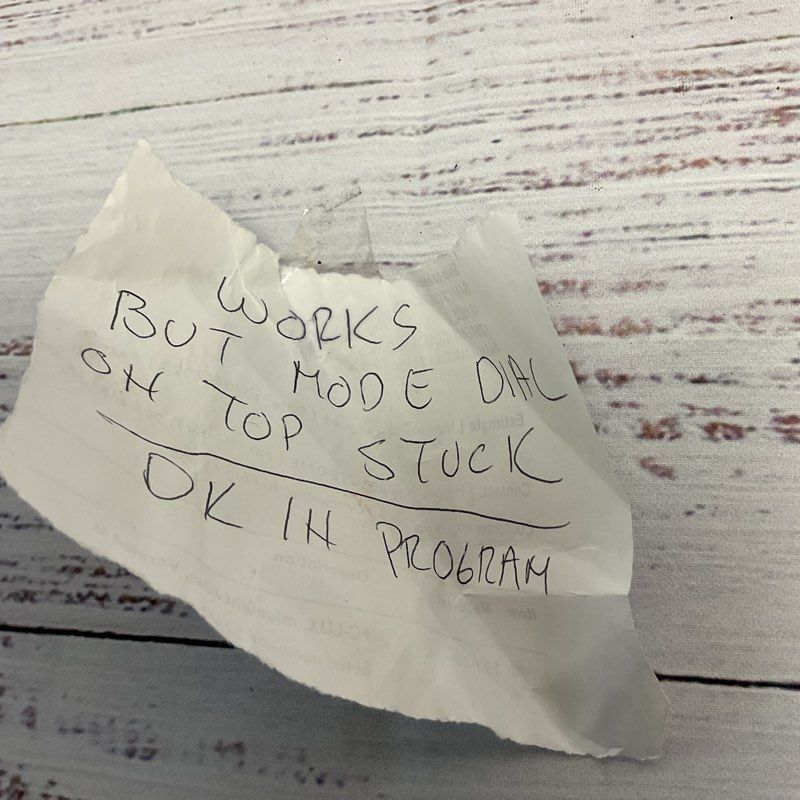 WORKS
BUT MODE DIAL
ON TOP STUCK
OK IN PROGRAM